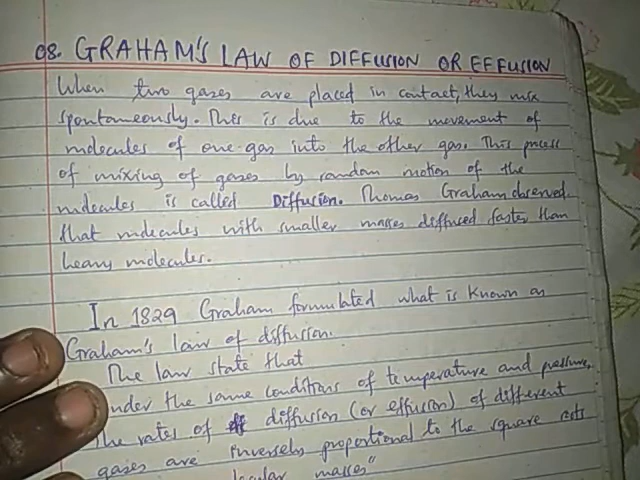 08. GRAHAM'S LAW OF DIFFUSION OR EFFUSION
When two gases are placed in contact, they mix
spontaneously. This is due to the movement of
molecules of one gas into the other gas. This process
of mixing of gases by random motion of the
molecules is called Diffusion. Thomas Graham observed
that molecules with smaller masses diffused faster than
heavy molecules.
In 1829 Graham formulated what is known as
Graham's law of diffusion.
The law state that
under the same conditions of temperature and pressure,
the rates of diffusion (or effusion) of different
gases are inversely proportional to the square
masses"